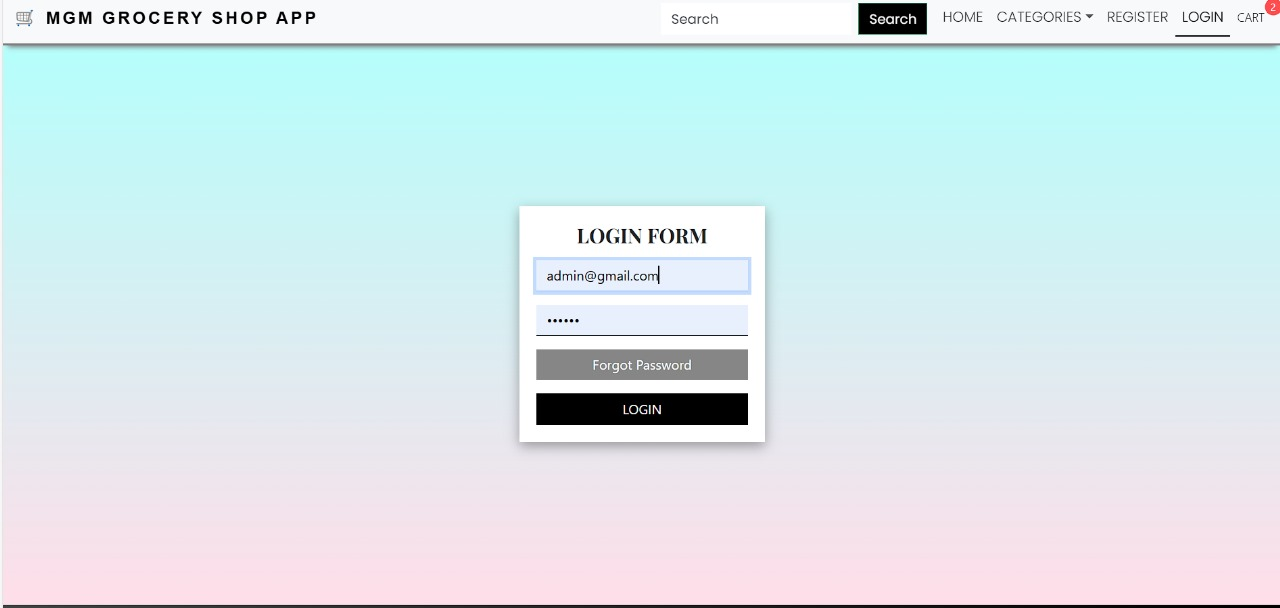 MGM GROCERY SHOP APP
Search
Search
HOME
CATEGORIES
REGISTER
LOGIN
CART
2
LOGIN FORM
admin@gmail.com
••••••
Forgot Password
LOGIN